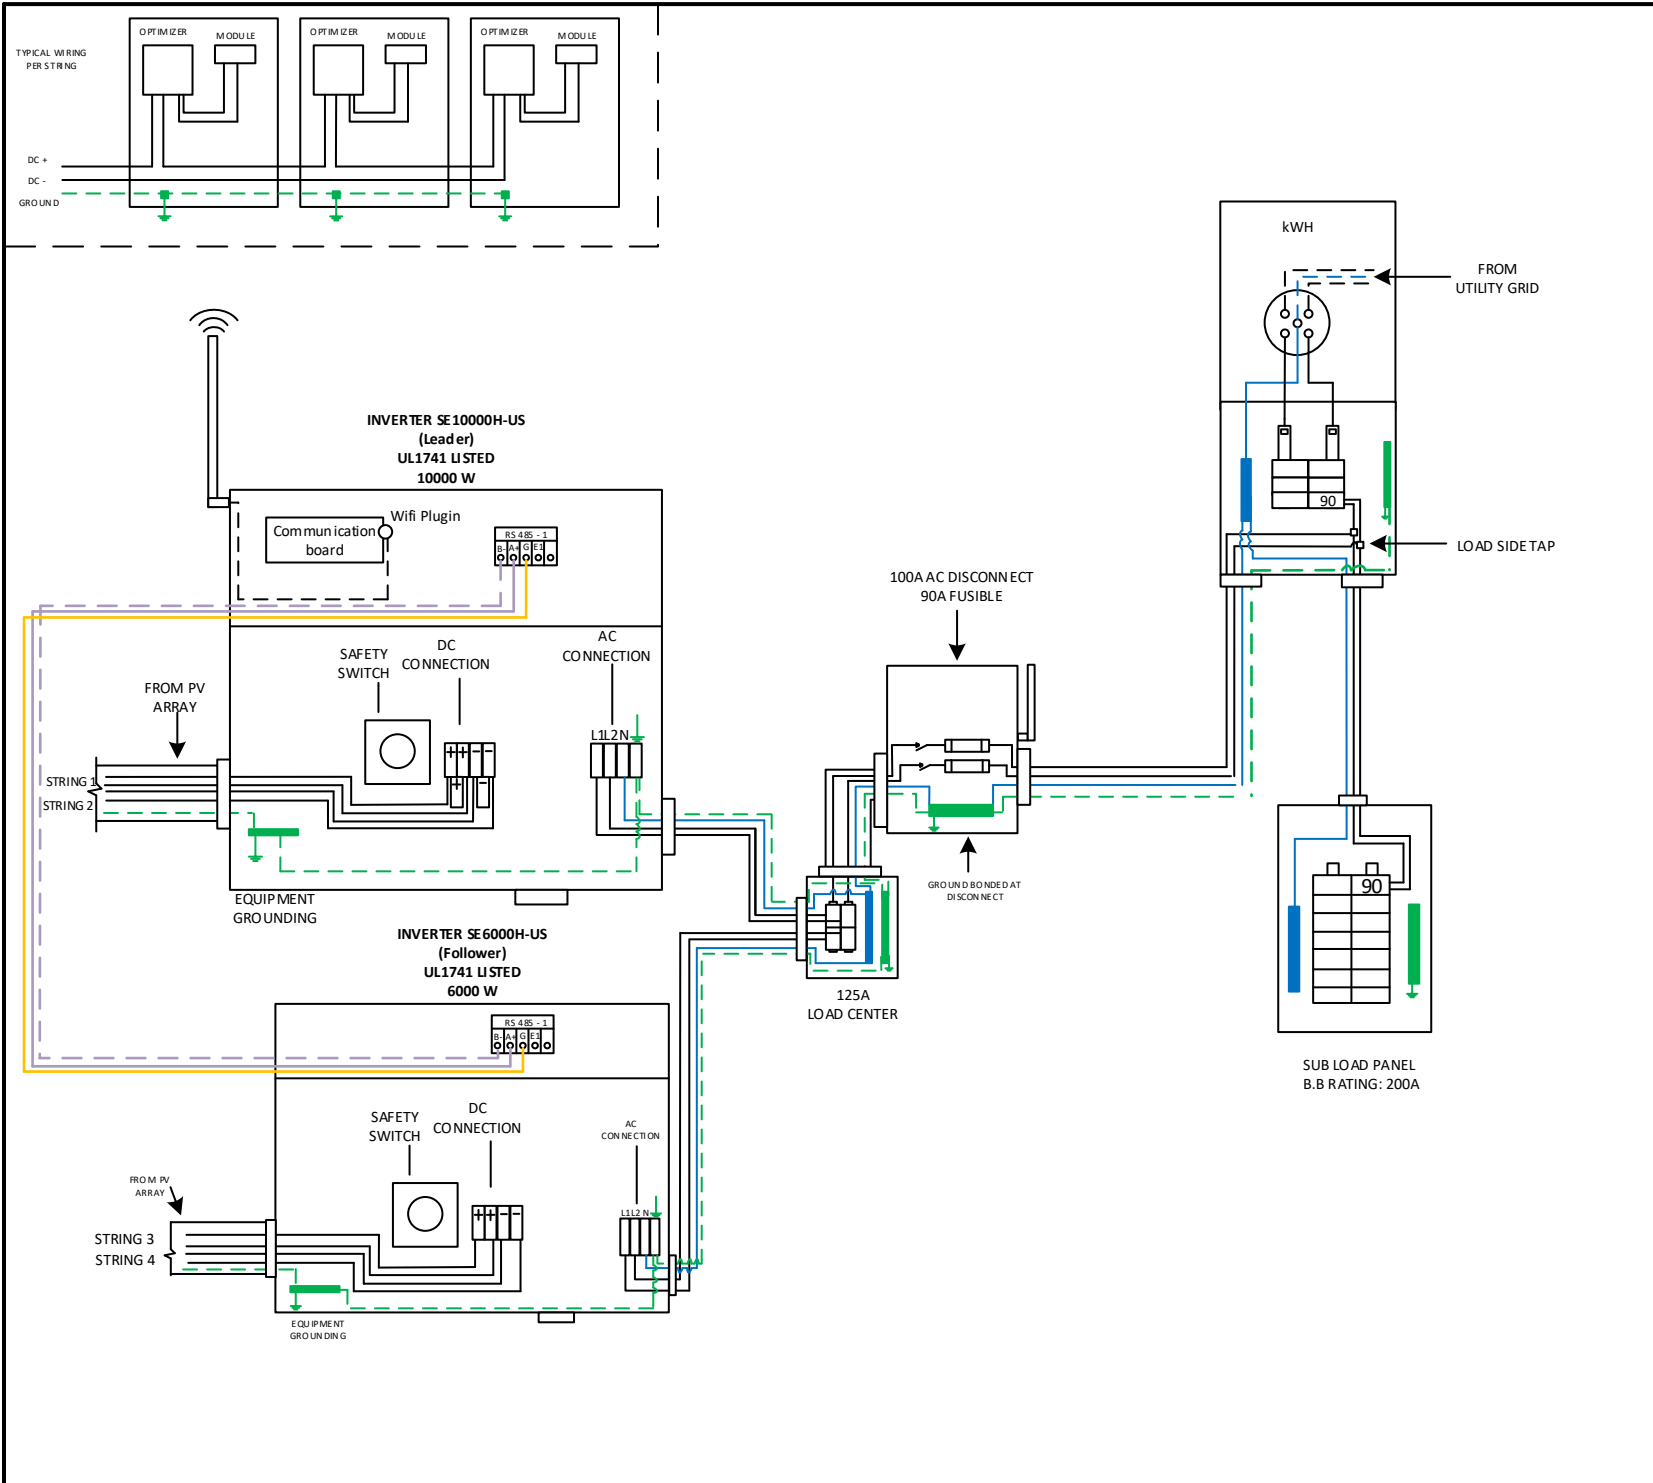 TYPICAL WIRING
PER STRING
OPTIMIZER
MODULE
OPTIMIZER
MODULE
OPTIMIZER
MODULE
DC +
DC -
GROUND
kWH
FROM
UTILITY GRID
90
LOAD SIDE TAP
INVERTER SE10000H-US
(Leader)
UL1741 LISTED
10000 W
Communication
board
Wifi Plugin
RS 485 - 1
B- A+ G E1
SAFETY
SWITCH
DC
CONNECTION
AC
CONNECTION
FROM PV
ARRAY
L1L2N
+ + - -
+ -
STRING 1
STRING 2
EQUIPMENT
GROUNDING
100A AC DISCONNECT
90A FUSIBLE
GROUND BONDED AT
DISCONNECT
125A
LOAD CENTER
90
SUB LOAD PANEL
B.B RATING: 200A
INVERTER SE6000H-US
(Follower)
UL1741 LISTED
6000 W
RS 485 - 1
B- A+ G E1
SAFETY
SWITCH
DC
CONNECTION
AC
CONNECTION
FROM PV
ARRAY
L1L2 N
+ + - -
STRING 3
STRING 4
EQUIPMENT
GROUNDING